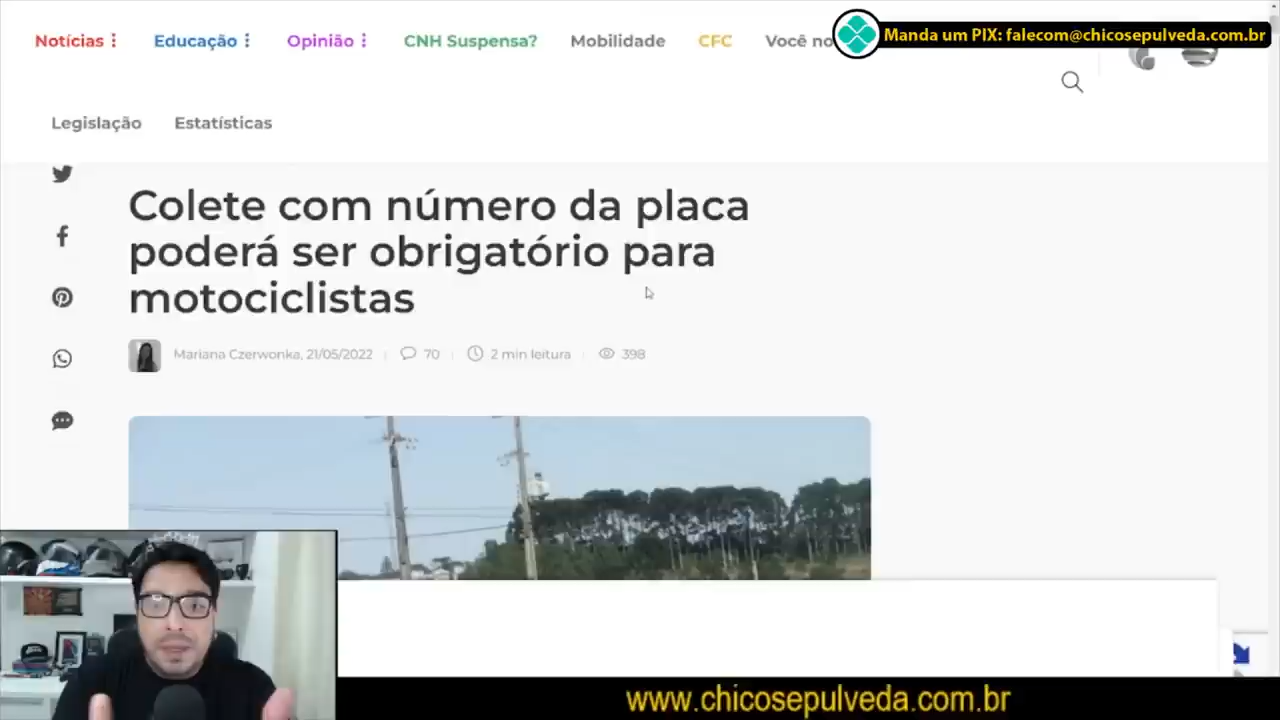 Notícias
Educação
Opinião
CNH Suspensa?
Mobilidade
CFC
Você no
Manda um PIX: falecom@chicosepulveda.com.br
Legislação
Estatísticas
Colete com número da placa
poderá ser obrigatório para
motociclistas
Mariana Czerwonka, 21/05/2022
70
2 min leitura
398
www.chicosepulveda.com.br